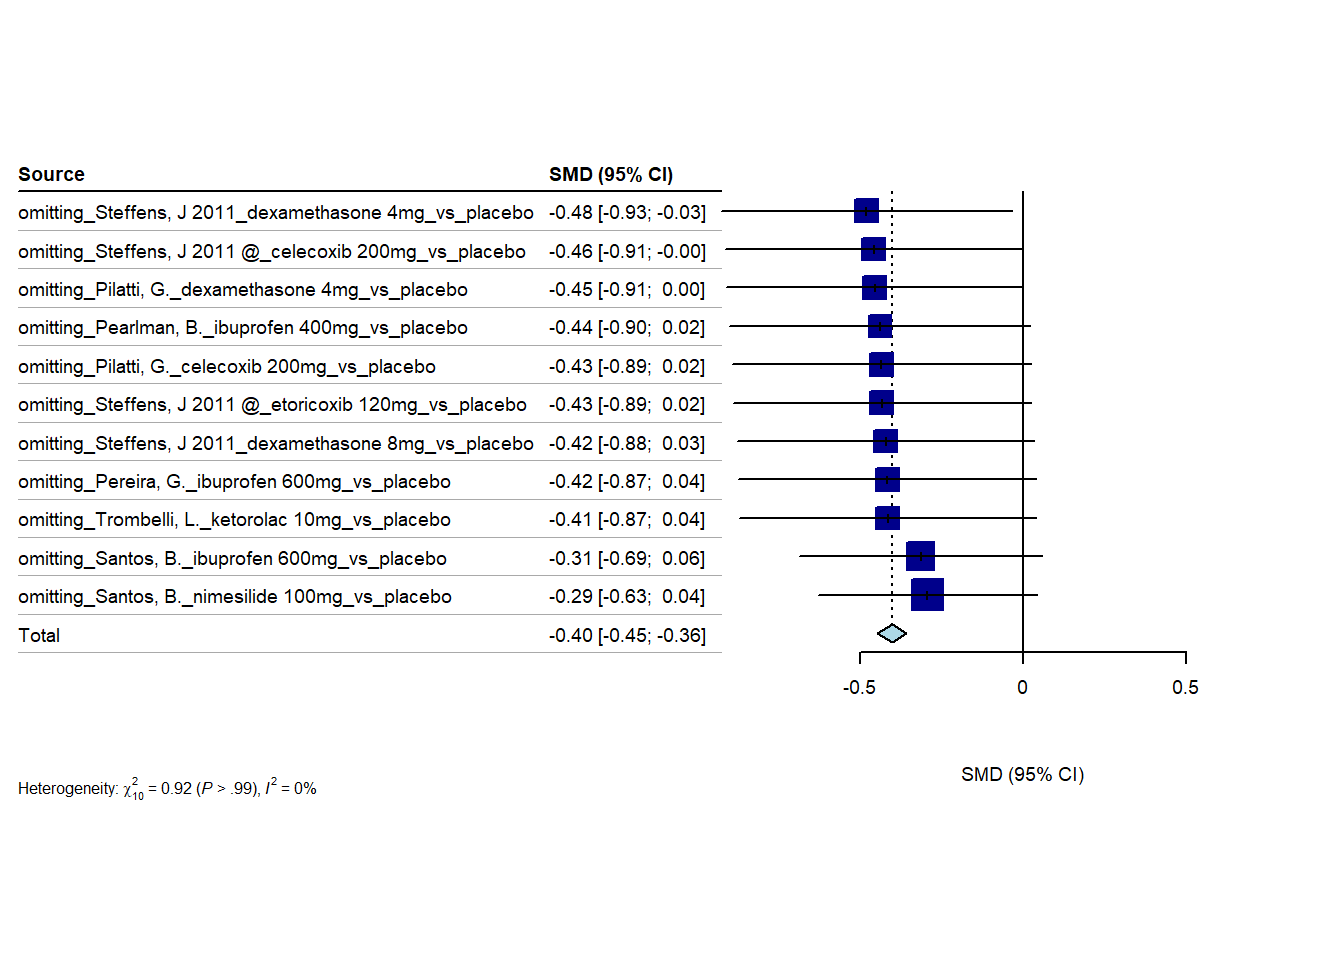 Source SMD (95% CI)
omitting_Steffens, J 2011_dexamethasone 4mg_vs_placebo -0.48 [-0.93; -0.03]
omitting_Steffens, J 2011 @_celecoxib 200mg_vs_placebo -0.46 [-0.91; -0.00]
omitting_Pilatti, G._dexamethasone 4mg_vs_placebo -0.45 [-0.91; 0.00]
omitting_Pearlman, B._ibuprofen 400mg_vs_placebo -0.44 [-0.90; 0.02]
omitting_Pilatti, G._celecoxib 200mg_vs_placebo -0.43 [-0.89; 0.02]
omitting_Steffens, J 2011 @_etoricoxib 120mg_vs_placebo -0.43 [-0.89; 0.02]
omitting_Steffens, J 2011_dexamethasone 8mg_vs_placebo -0.42 [-0.88; 0.03]
omitting_Pereira, G._ibuprofen 600mg_vs_placebo -0.42 [-0.87; 0.04]
omitting_Trombelli, L._ketorolac 10mg_vs_placebo -0.41 [-0.87; 0.04]
omitting_Santos, B._ibuprofen 600mg_vs_placebo -0.31 [-0.69; 0.06]
omitting_Santos, B._nimesilide 100mg_vs_placebo -0.29 [-0.63; 0.04]
Total -0.40 [-0.45; -0.36]
-0.5 0 0.5
SMD (95% CI)
Heterogeneity: χ²₁₀ = 0.92 (P > .99), I² = 0%